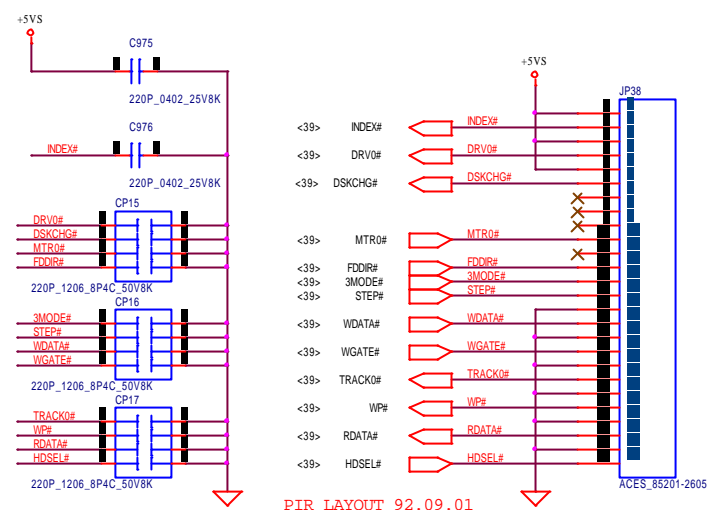 +5VS
C975
220P_0402_25V8K
INDEX#
C976
220P_0402_25V8K
CP15
DRV0#
DSKCHG#
MTR0#
FDDIR#
220P_1206_8P4C_50V8K
CP16
3MODE#
STEP#
WDATA#
WGATE#
220P_1206_8P4C_50V8K
CP17
TRACK0#
WP#
RDATA#
HDSEL#
220P_1206_8P4C_50V8K
+5VS
JP38
<39> INDEX# INDEX#
<39> DRV0# DRV0#
<39> DSKCHG# DSKCHG#
<39> MTR0# MTR0#
<39> FDDIR# FDDIR#
<39> 3MODE# 3MODE#
<39> STEP# STEP#
<39> WDATA# WDATA#
<39> WGATE# WGATE#
<39> TRACK0# TRACK0#
<39> WP# WP#
<39> RDATA# RDATA#
<39> HDSEL# HDSEL#
ACES_85201-2605
PIR LAYOUT 92.09.01